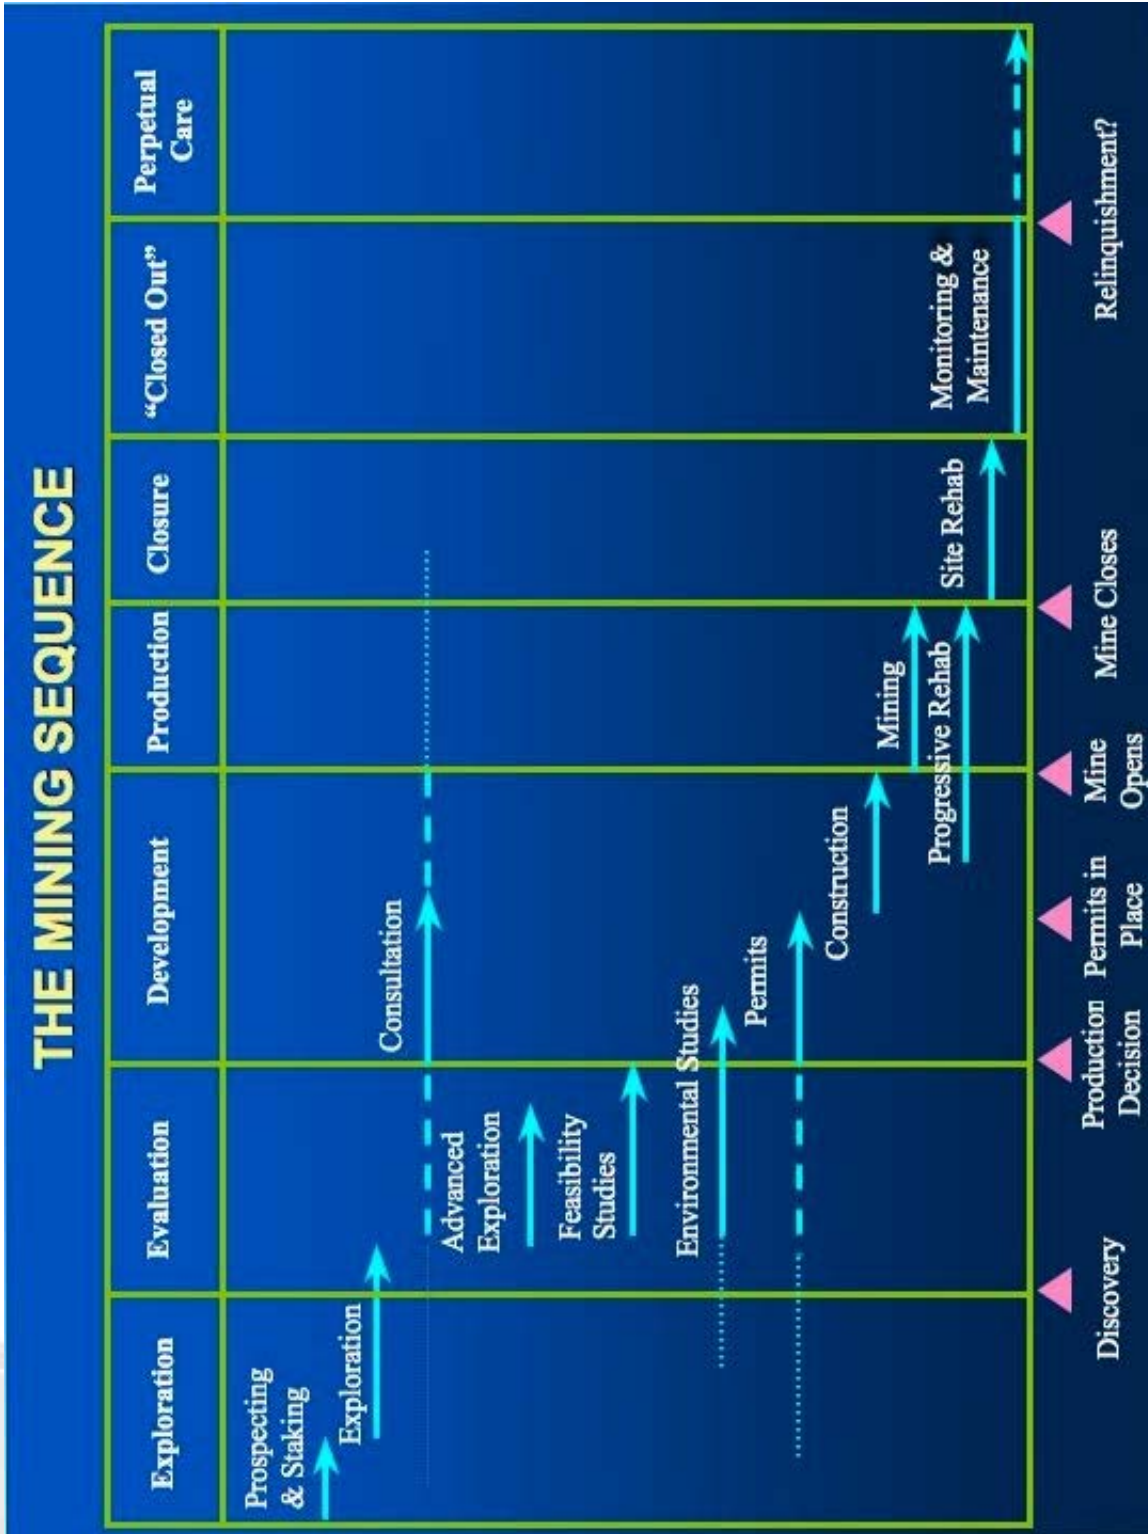 THE MINING SEQUENCE
Exploration
Evaluation
Development
Production
Closure
“Closed Out”
Perpetual
Care
Prospecting
& Staking
Exploration
Consultation
Advanced
Exploration
Feasibility
Studies
Environmental Studies
Permits
Construction
Mining
Progressive Rehab
Site Rehab
Monitoring &
Maintenance
Discovery
Production
Decision
Permits in
Place
Mine
Opens
Mine Closes
Relinquishment?